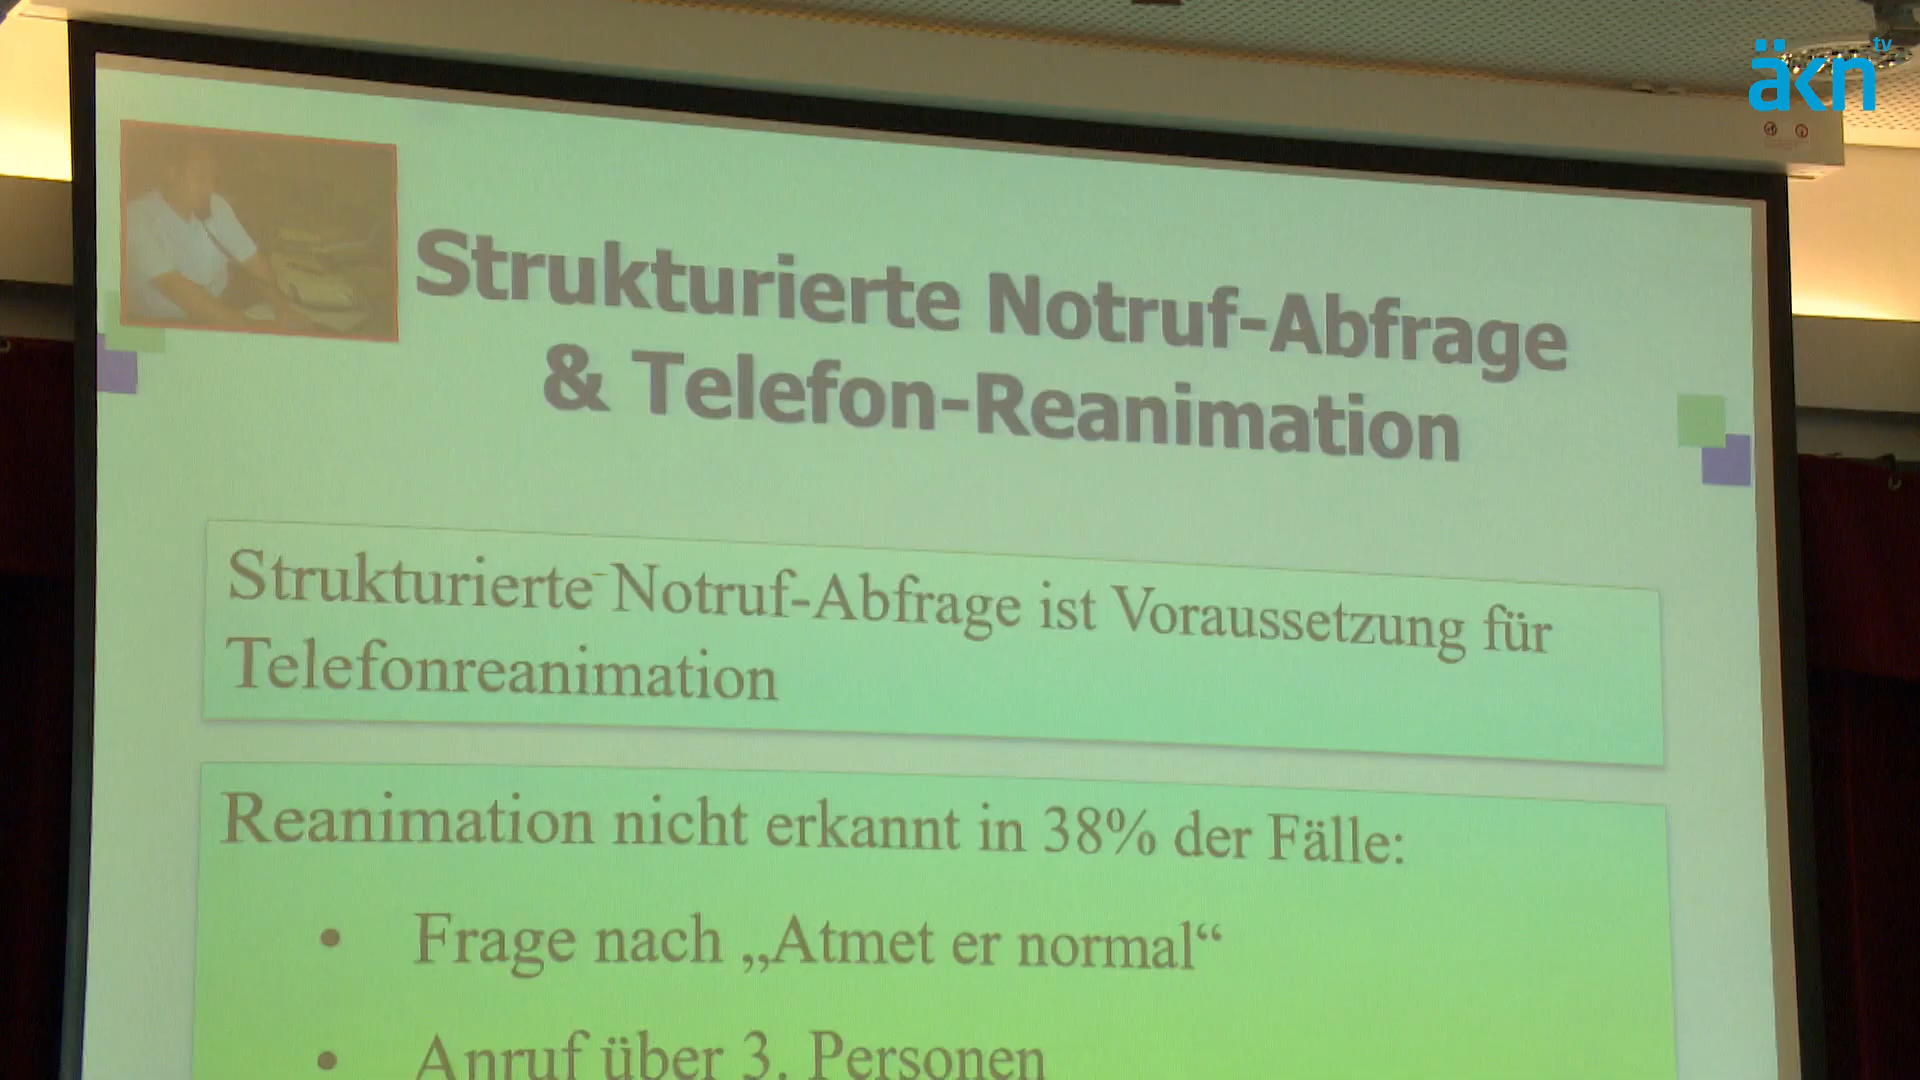 äkn tv
Strukturierte Notruf-Abfrage
& Telefon-Reanimation
Strukturierte Notruf-Abfrage ist Voraussetzung für
Telefonreanimation
Reanimation nicht erkannt in 38% der Fälle:
• Frage nach „Atmet er normal“
• Anruf über 3. Personen